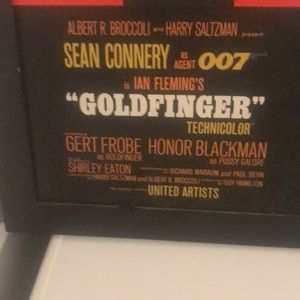 ALBERT R. BROCCOLI and HARRY SALTZMAN present
SEAN CONNERY as AGENT 007
in IAN FLEMING'S
"GOLDFINGER"
TECHNICOLOR
GERT FROBE as GOLDFINGER HONOR BLACKMAN as PUSSY GALORE
SHIRLEY EATON
RICHARD MAIBAUM and PAUL DEHN
HARRY SALTZMAN and ALBERT R. BROCCOLI GUY HAMILTON
UNITED ARTISTS